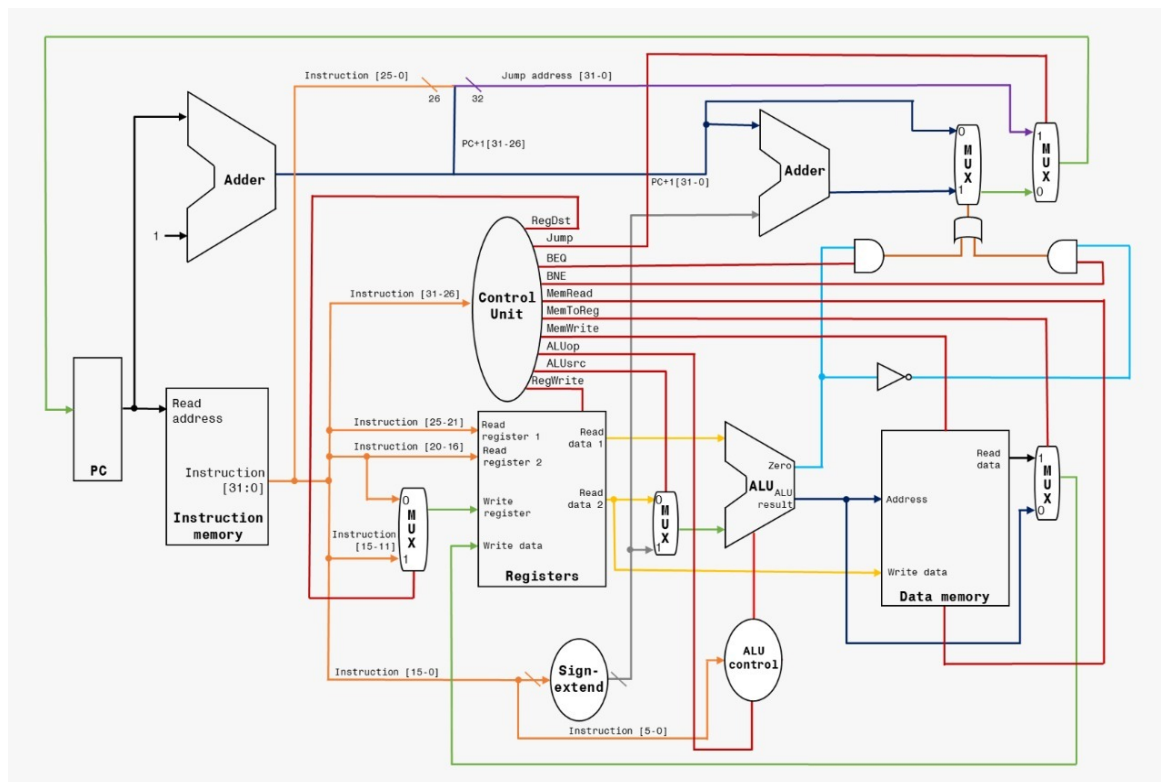 Instruction [25-0]
26
32
Jump address [31-0]
PC+1[31-26]
Adder
1
PC+1[31-0]
Adder
0
MUX
1
1
MUX
0
RegDst
Jump
BEQ
BNE
MemRead
MemToReg
MemWrite
ALUop
ALUsrc
RegWrite
Control
Unit
Instruction [31-26]
PC
Read
address
Instruction
[31:0]
Instruction
memory
Instruction [25-21]
Instruction [20-16]
Instruction
[15-11]
0
MUX
1
Read
register 1
Read
register 2
Write
register
Write data
Read
data 1
Read
data 2
Registers
0
MUX
1
Zero
ALU
ALU
result
Read
data
Address
Write data
Data memory
1
MUX
0
Instruction [15-0]
Sign-
extend
Instruction [5-0]
ALU
control